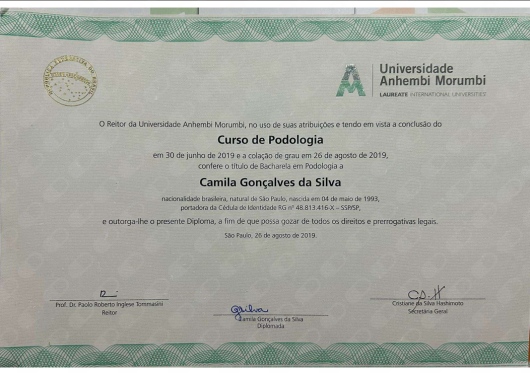 Universidade
Anhembi Morumbi
LAUREATE INTERNATIONAL UNIVERSITIES
O Reitor da Universidade Anhembi Morumbi, no uso de suas atribuições e tendo em vista a conclusão do
Curso de Podologia
em 30 de junho de 2019 e a colação de grau em 26 de agosto de 2019,
confere o título de Bacharela em Podologia a
Camila Gonçalves da Silva
nacionalidade brasileira, natural de São Paulo, nascida em 04 de maio de 1993,
portadora da Cédula de Identidade RG nº 48.813.416-X – SSP/SP,
e outorga-lhe o presente Diploma, a fim de que possa gozar de todos os direitos e prerrogativas legais.
São Paulo, 26 de agosto de 2019.
Prof. Dr. Paolo Roberto Inglese Tommasini
Reitor
Camila Gonçalves da Silva
Diplomada
Cristiane da Silva Hashimoto
Secretária Geral